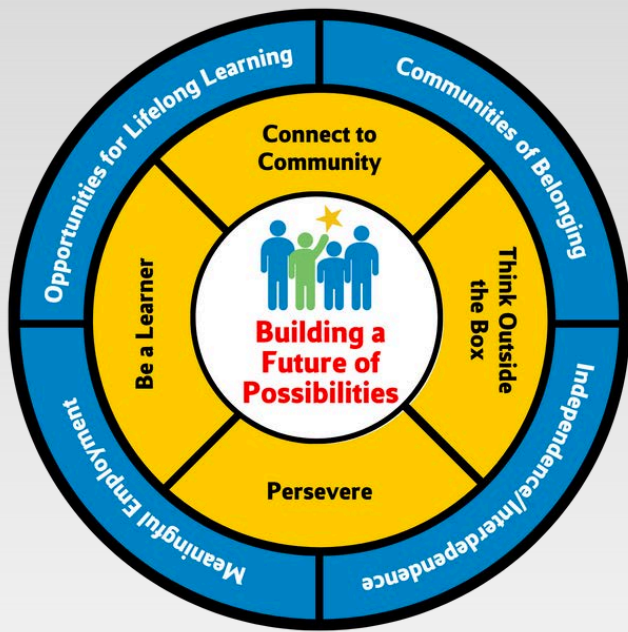 Opportunities for Lifelong Learning
Communities of Belonging
Connect to
Community
Be a Learner
Think Outside
the Box
Building a
Future of
Possibilities
Persevere
Meaningful Employment
Independence/Interdependence